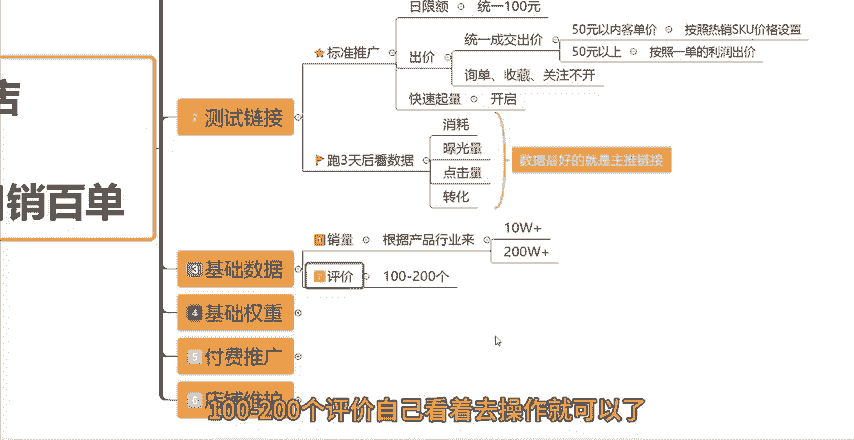 日限额 统一100元
标准推广
出价
统一成交出价
50元以内客单价 按照热销SKU价格设置
50元以上 按照一单的利润出价
询单、收藏、关注不开
快速起量 开启
2 测试链接
跑3天后看数据
消耗
曝光量
点击量
转化
数据最好的就是主推链接
店
销百单
3 基础数据
1 销量 根据产品行业来
10W+
200W+
2 评价 100-200个
4 基础权重
5 付费推广
6 店铺维护
100-200个评价自己看着去操作就可以了